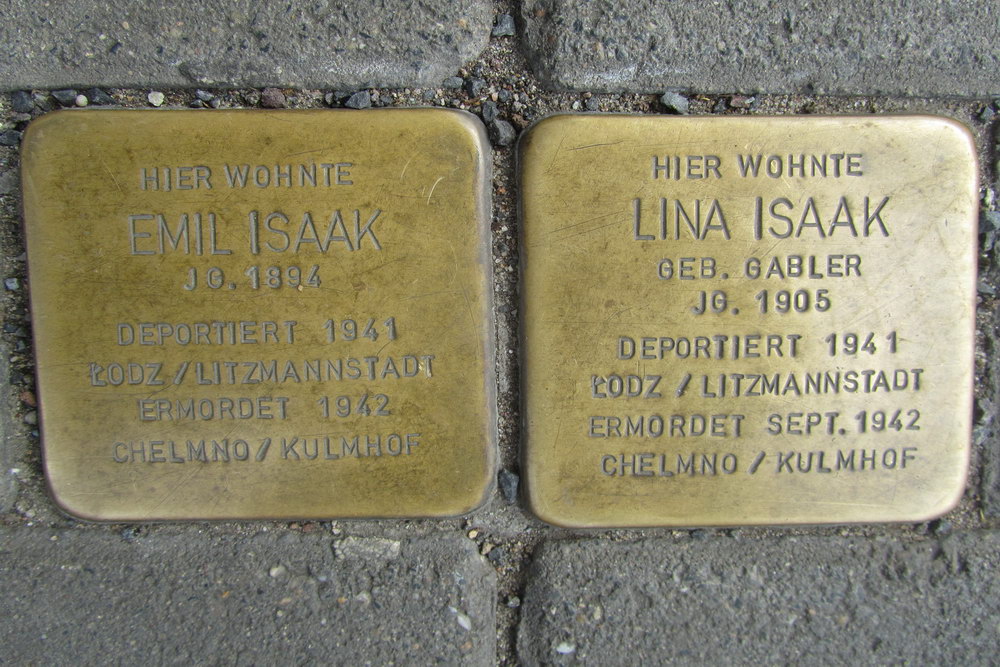 HIER WOHNTE
EMIL ISAAK
JG. 1894
DEPORTIERT 1941
ŁODZ / LITZMANNSTADT
ERMORDET 1942
CHELMNO / KULMHOF
HIER WOHNTE
LINA ISAAK
GEB. GABLER
JG. 1905
DEPORTIERT 1941
ŁODZ / LITZMANNSTADT
ERMORDET SEPT. 1942
CHELMNO / KULMHOF